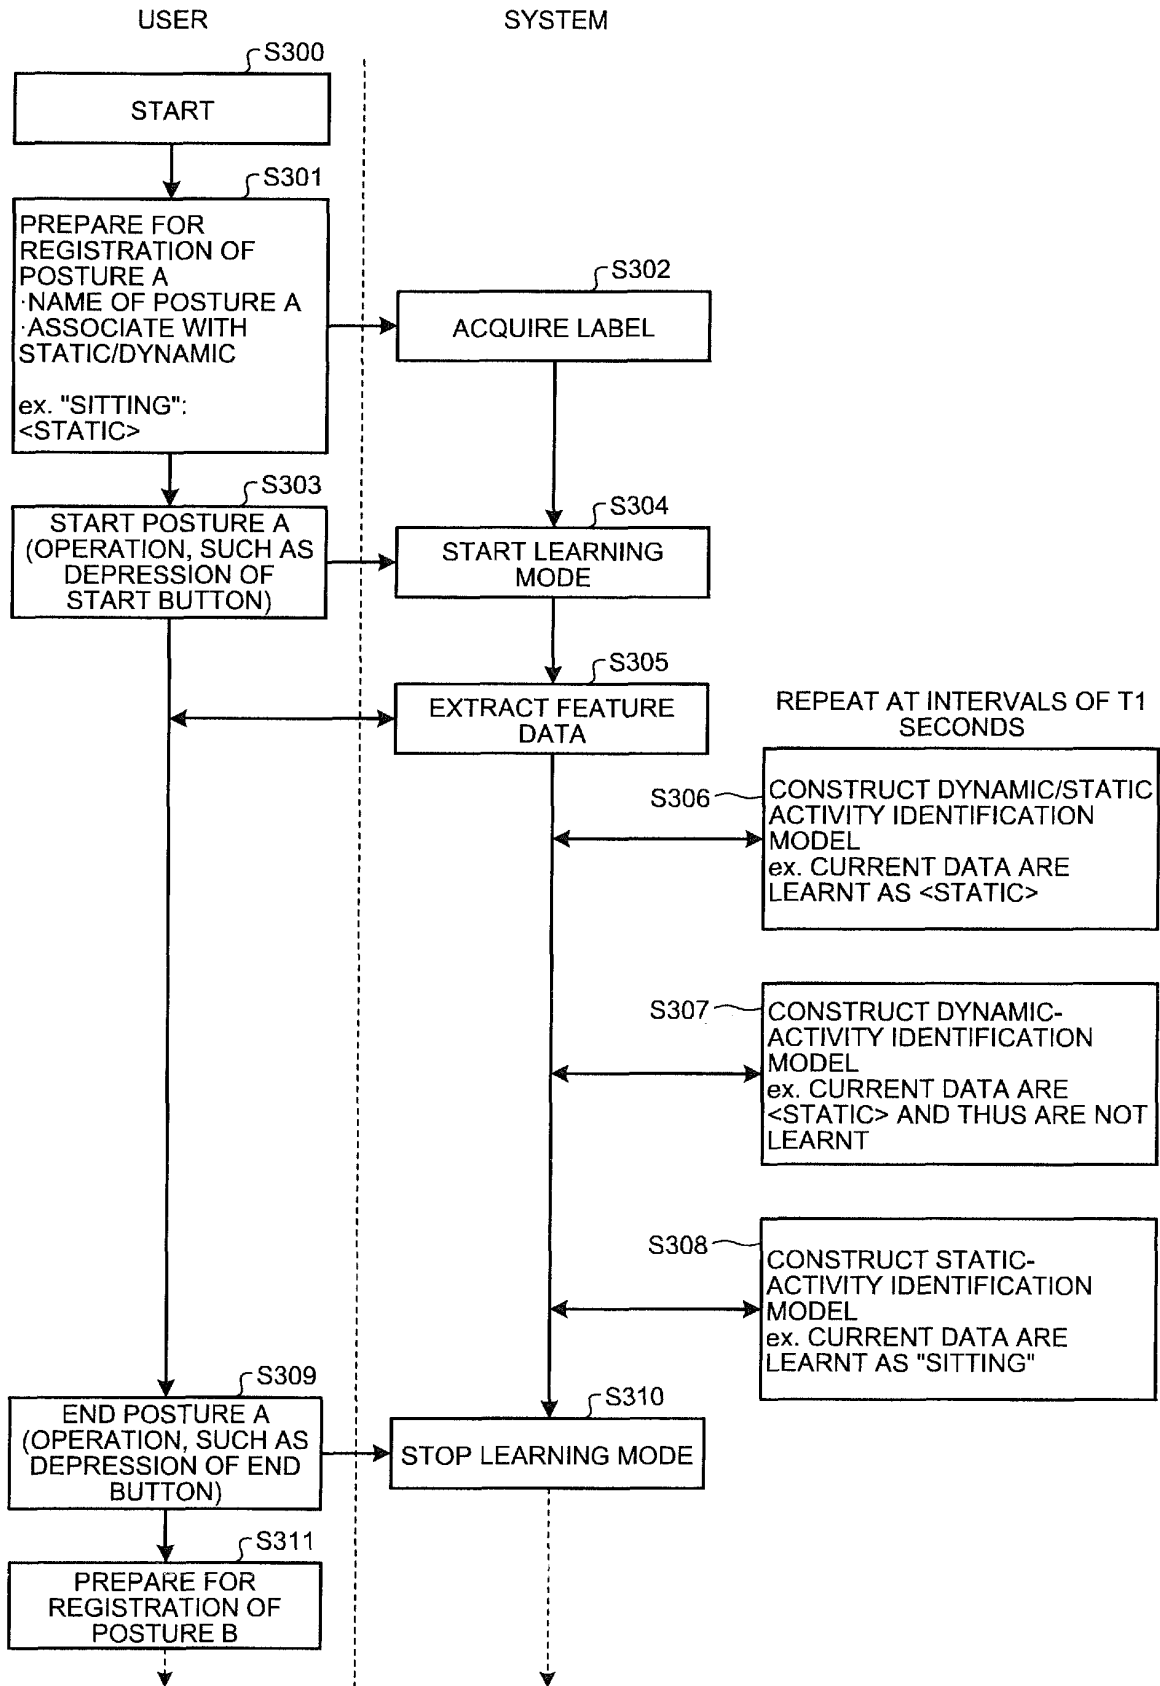 USER
SYSTEM
S300
START
S301
PREPARE FOR
REGISTRATION OF
POSTURE A
·NAME OF POSTURE A
·ASSOCIATE WITH
STATIC/DYNAMIC
ex. "SITTING":
<STATIC>
S302
ACQUIRE LABEL
S303
START POSTURE A
(OPERATION, SUCH AS
DEPRESSION OF
START BUTTON)
S304
START LEARNING
MODE
S305
EXTRACT FEATURE
DATA
REPEAT AT INTERVALS OF T1
SECONDS
S306
CONSTRUCT DYNAMIC/STATIC
ACTIVITY IDENTIFICATION
MODEL
ex. CURRENT DATA ARE
LEARNT AS <STATIC>
S307
CONSTRUCT DYNAMIC-
ACTIVITY IDENTIFICATION
MODEL
ex. CURRENT DATA ARE
<STATIC> AND THUS ARE NOT
LEARNT
S308
CONSTRUCT STATIC-
ACTIVITY IDENTIFICATION
MODEL
ex. CURRENT DATA ARE
LEARNT AS "SITTING"
S309
END POSTURE A
(OPERATION, SUCH AS
DEPRESSION OF END
BUTTON)
S310
STOP LEARNING MODE
S311
PREPARE FOR
REGISTRATION OF
POSTURE B